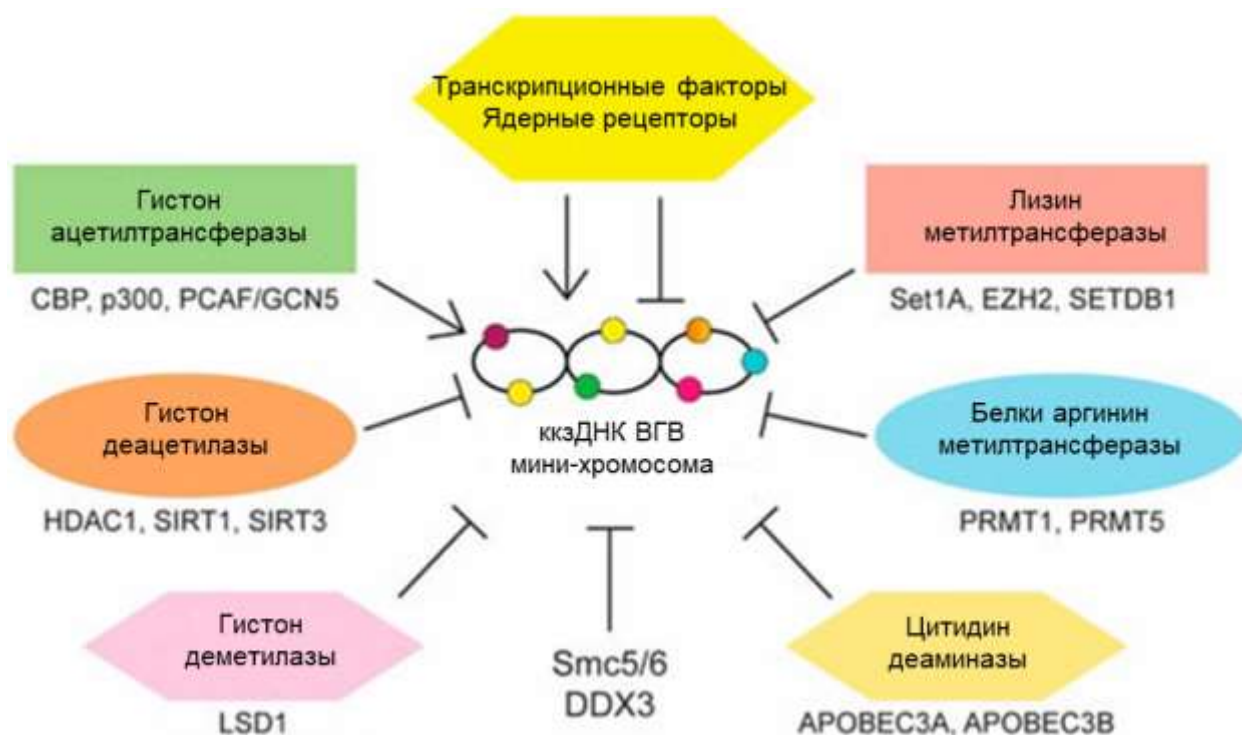 Транскрипционные факторы
Ядерные рецепторы
Гистон
ацетилтрансферазы
CBP, p300, PCAF/GCN5
Лизин
метилтрансферазы
Set1A, EZH2, SETDB1
Гистон
деацетилазы
HDAC1, SIRT1, SIRT3
ккзДНК ВГВ
мини-хромосома
Белки аргинин
метилтрансферазы
PRMT1, PRMT5
Гистон
деметилазы
LSD1
Smc5/6
DDX3
Цитидин
деаминазы
APOBEC3A, APOBEC3B